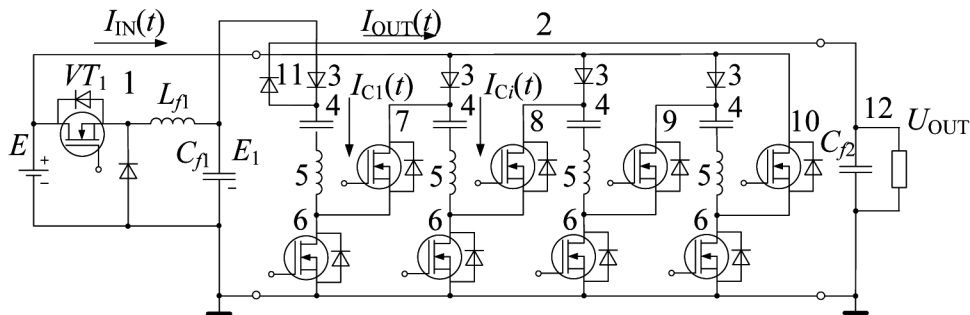 I_IN(t) I_OUT(t) 2
VT_1 1 11 3 3 3 3
L_f1 4 I_C1(t) 4 I_Ci(t) 4 4
7 8 9 10 12
E + − C_f1 − E_1 C_f2 U_OUT
5 5 5 5
6 6 6 6